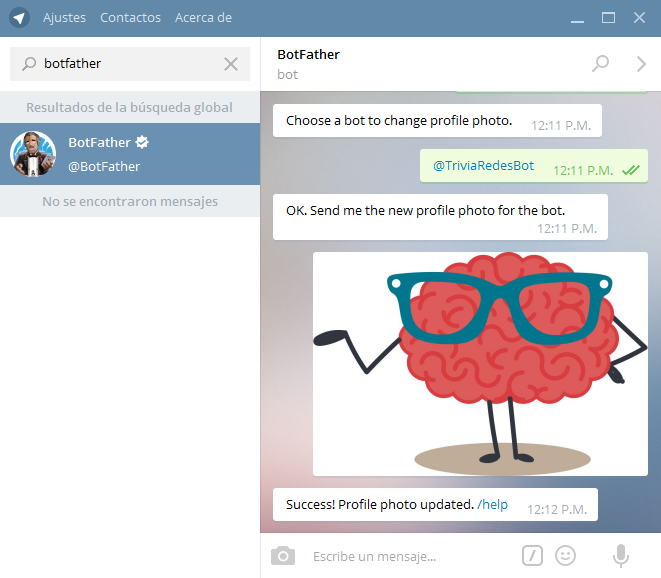 Ajustes Contactos Acerca de
botfather
Resultados de la búsqueda global
BotFather
@BotFather
No se encontraron mensajes
BotFather
bot
Choose a bot to change profile photo.
12:11 P.M.
@TriviaRedesBot
12:11 P.M.
OK. Send me the new profile photo for the bot.
12:11 P.M.
Success! Profile photo updated. /help
12:12 P.M.
Escribe un mensaje...